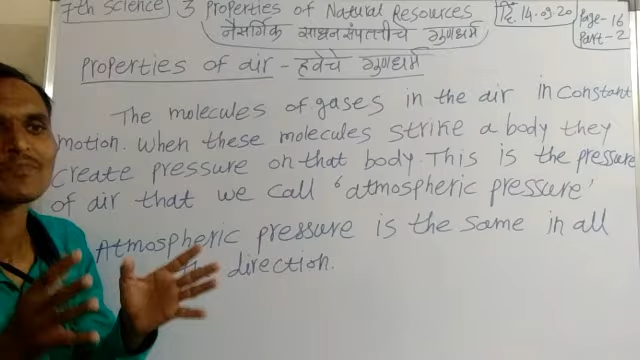 7th Science 3 Properties of Natural Resources दि. 14.09.20 Page-16
नैसर्गिक साधनसंपत्तीचे गुणधर्म Part-2
Properties of air - हवेचे गुणधर्म
The molecules of gases in the air in constant
motion. When these molecules strike a body they
create pressure on that body. This is the pressure
of air that we call 'atmospheric pressure'
Atmospheric pressure is the same in all
direction.